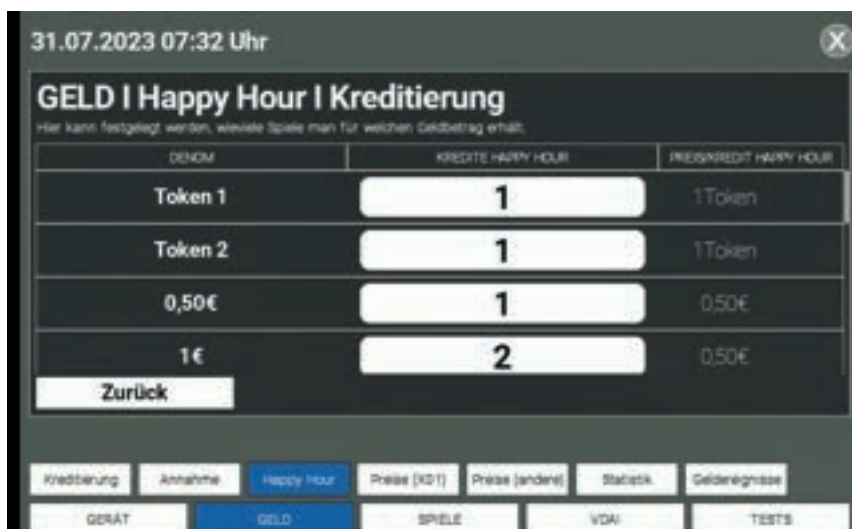 31.07.2023 07:32 Uhr
X
GELD I Happy Hour I Kreditierung
Hier kann festgelegt werden, wieviele Spiele man für welchen Geldbetrag erhält.
DENOM KREDITE HAPPY HOUR PREIS/KREDIT HAPPY HOUR
Token 1 1 1Token
Token 2 1 1Token
0,50€ 1 0,50€
1€ 2 0,50€
Zurück
Kreditierung Annahme Happy Hour Preise (X01) Preise (andere) Statistik Geldereignisse
GERÄT GELD SPIELE VDAI TESTS